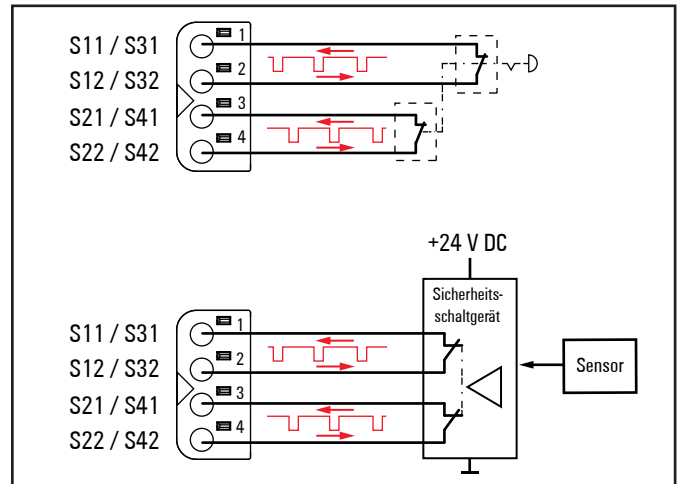 S11 / S31
1
S12 / S32
2
S21 / S41
3
S22 / S42
4
+24 V DC
Sicherheits-
schaltgerät
S11 / S31
1
S12 / S32
2
Sensor
S21 / S41
3
S22 / S42
4